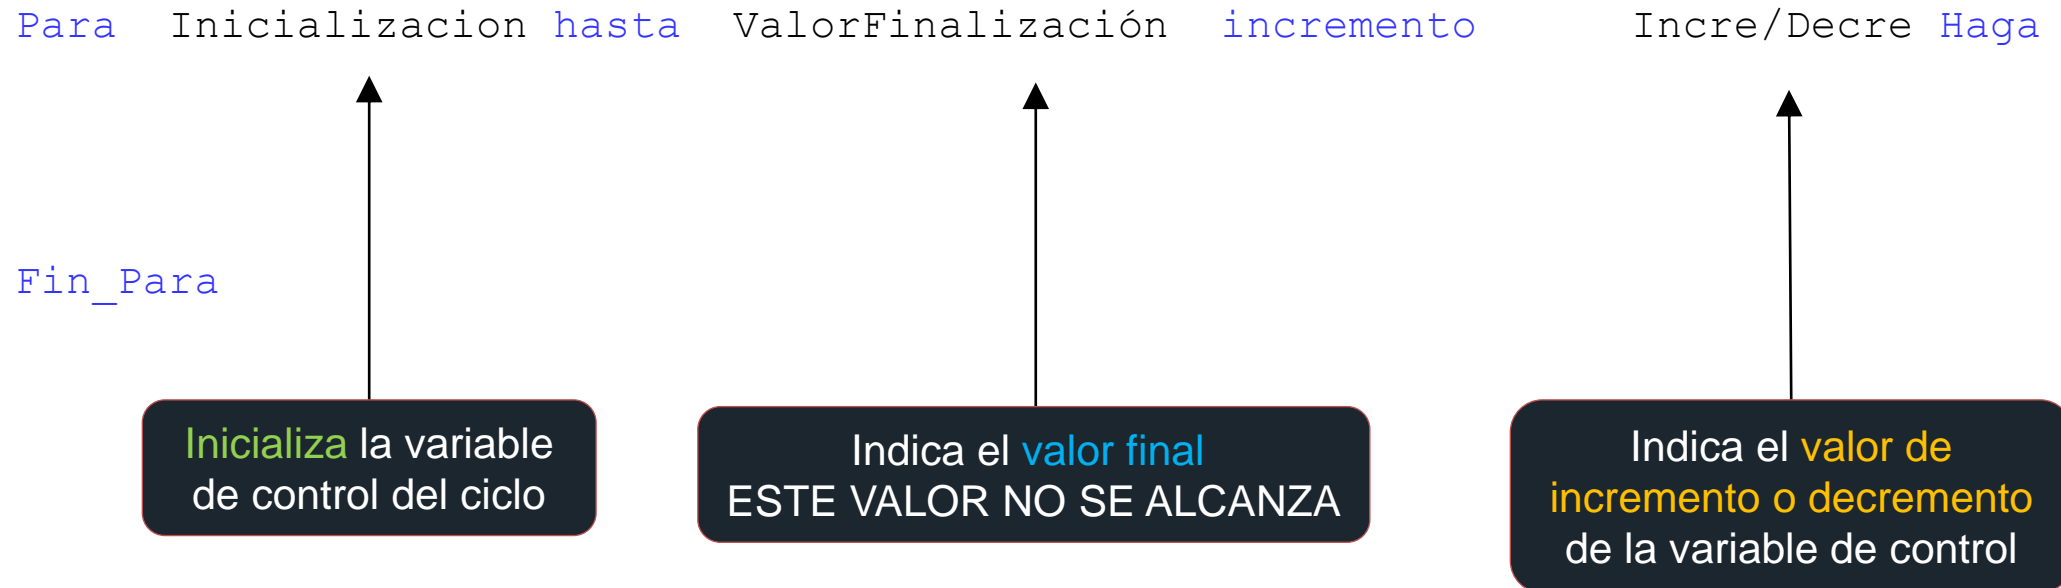 Para Inicializacion hasta ValorFinalización incremento Incre/Decre Haga
Fin_Para
Inicializa la variable
de control del ciclo
Indica el valor final
ESTE VALOR NO SE ALCANZA
Indica el valor de
incremento o decremento
de la variable de control